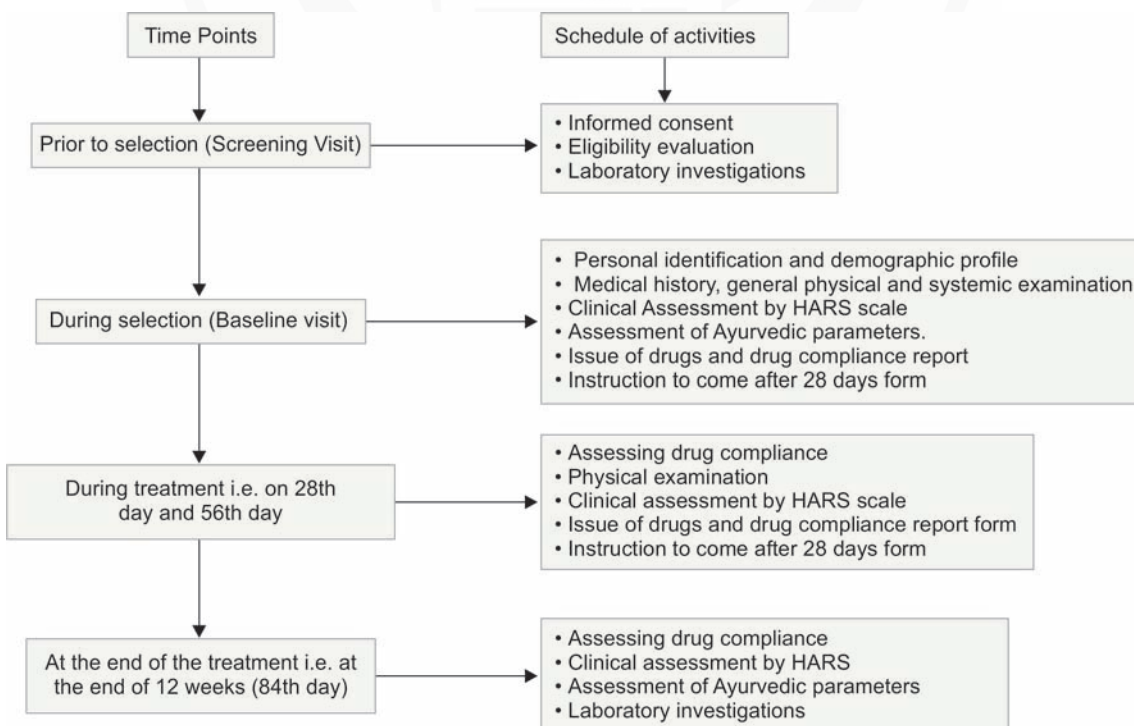 Time Points
Schedule of activities
Prior to selection (Screening Visit)
• Informed consent
• Eligibility evaluation
• Laboratory investigations
During selection (Baseline visit)
• Personal identification and demographic profile
• Medical history, general physical and systemic examination
• Clinical Assessment by HARS scale
• Assessment of Ayurvedic parameters.
• Issue of drugs and drug compliance report
• Instruction to come after 28 days form
During treatment i.e. on 28th
day and 56th day
• Assessing drug compliance
• Physical examination
• Clinical assessment by HARS scale
• Issue of drugs and drug compliance report form
• Instruction to come after 28 days form
At the end of the treatment i.e. at
the end of 12 weeks (84th day)
• Assessing drug compliance
• Clinical assessment by HARS
• Assessment of Ayurvedic parameters
• Laboratory investigations